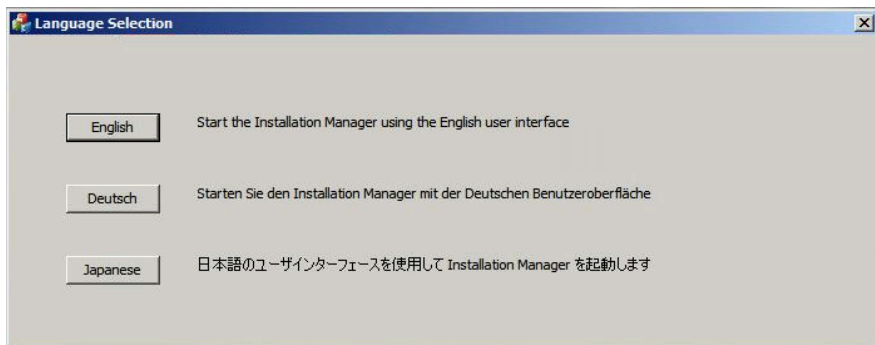 Language Selection
English
Start the Installation Manager using the English user interface
Deutsch
Starten Sie den Installation Manager mit der Deutschen Benutzeroberfläche
Japanese
日本語のユーザインターフェースを使用して Installation Manager を起動します